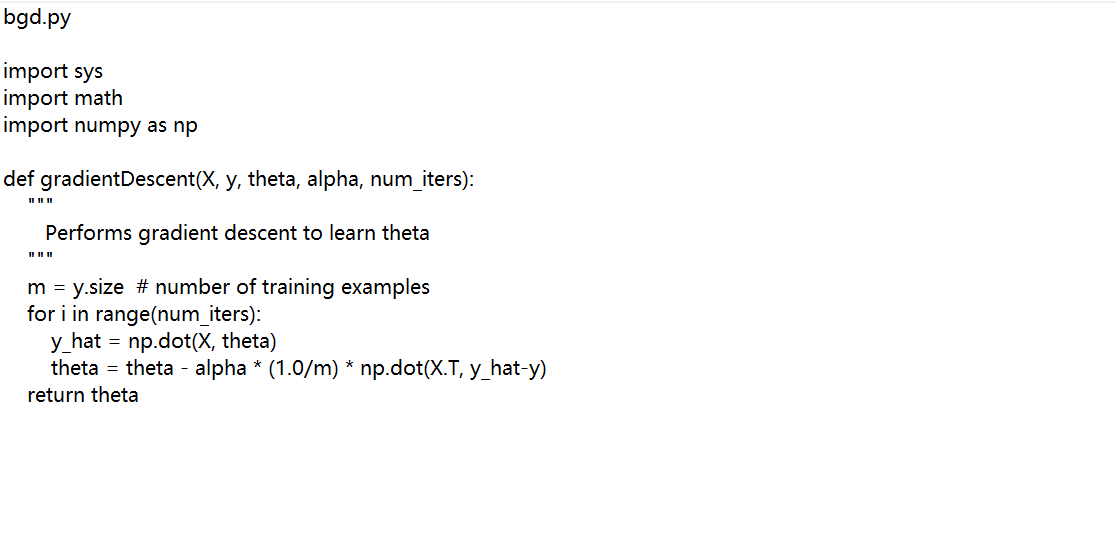 bgd.py
import sys
import math
import numpy as np
def gradientDescent(X, y, theta, alpha, num_iters):
"""
Performs gradient descent to learn theta
"""
m = y.size  # number of training examples
for i in range(num_iters):
y_hat = np.dot(X, theta)
theta = theta - alpha * (1.0/m) * np.dot(X.T, y_hat-y)
return theta